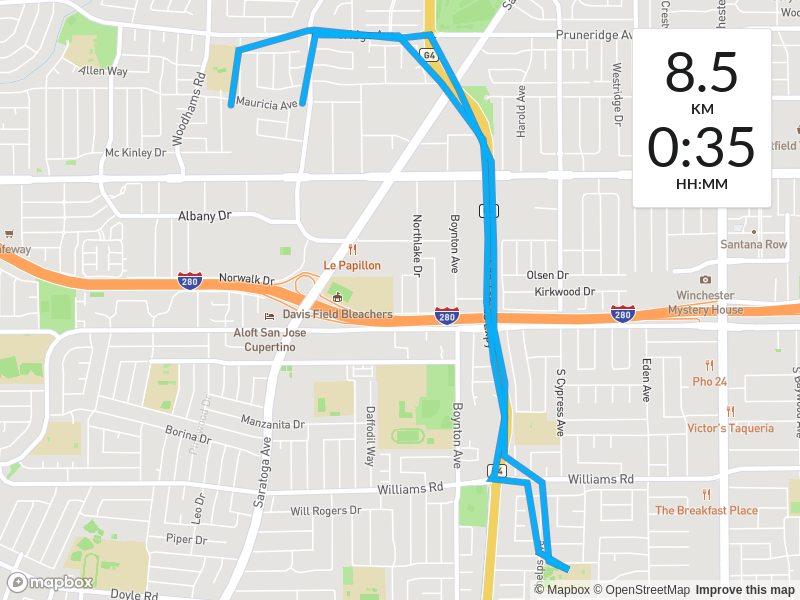 Pruneridge Ave
G4
Allen Way
Woodhams Rd
Mauricia Ave
Harold Ave
Westridge Dr
8.5
KM
0:35
HH:MM
Mc Kinley Dr
Albany Dr
Northlake Dr
Boynton Ave
Santana Row
Le Papillon
Norwalk Dr
280
Olsen Dr
Kirkwood Dr
Winchester
Mystery House
Davis Field Bleachers
280
280
Aloft San Jose
Cupertino
Pho 24
S Cypress Ave
Eden Ave
Victor's Taqueria
Manzanita Dr
Borina Dr
Daffodil Way
Boynton Ave
Saratoga Ave
Williams Rd
Williams Rd
Leo Dr
Will Rogers Dr
The Breakfast Place
Piper Dr
Doyle Rd
mapbox
© Mapbox © OpenStreetMap Improve this map